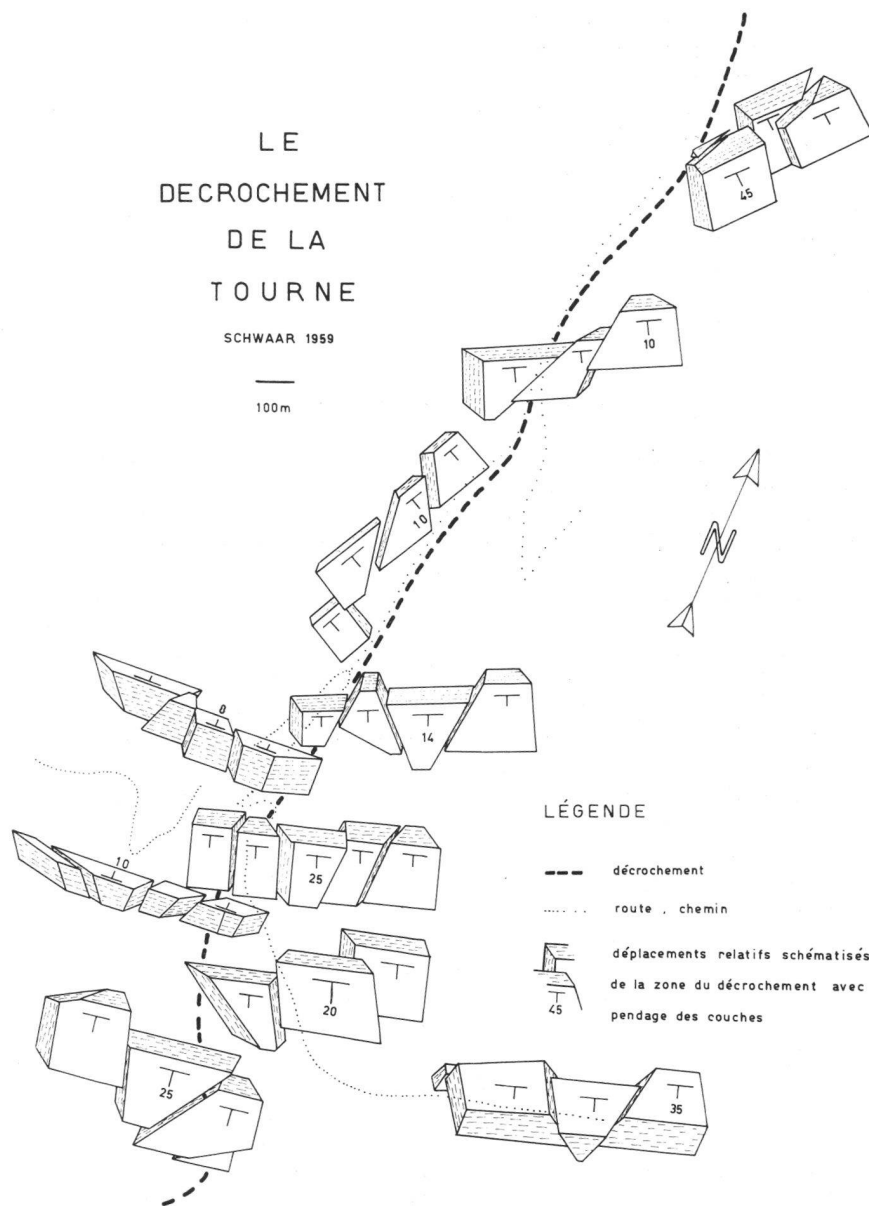 LE
DECROCHEMENT
DE LA
TOURNE
SCHWAAR 1959
100m
45
10
N
10
8
14
10
25
20
25
35
LÉGENDE
décrochement
route, chemin
déplacements relatifs schématisés
de la zone du décrochement avec
45 pendage des couches